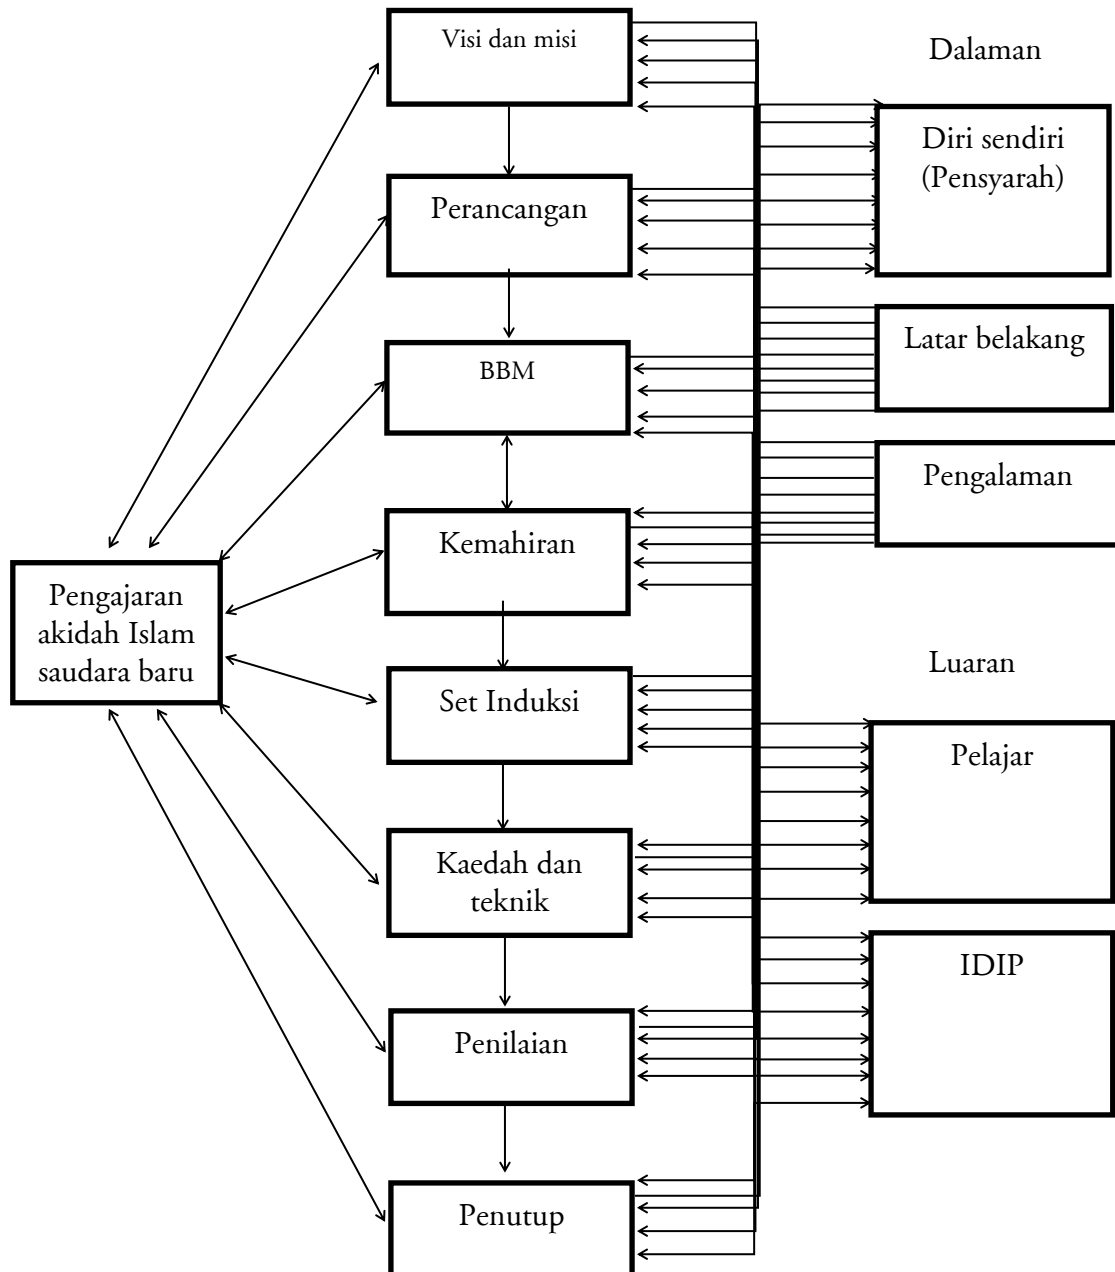 Visi dan misi
Dalaman
Diri sendiri
(Pensyarah)
Perancangan
Latar belakang
BBM
Pengalaman
Kemahiran
Pengajaran
akidah Islam
saudara baru
Luaran
Set Induksi
Pelajar
Kaedah dan
teknik
IDIP
Penilaian
Penutup